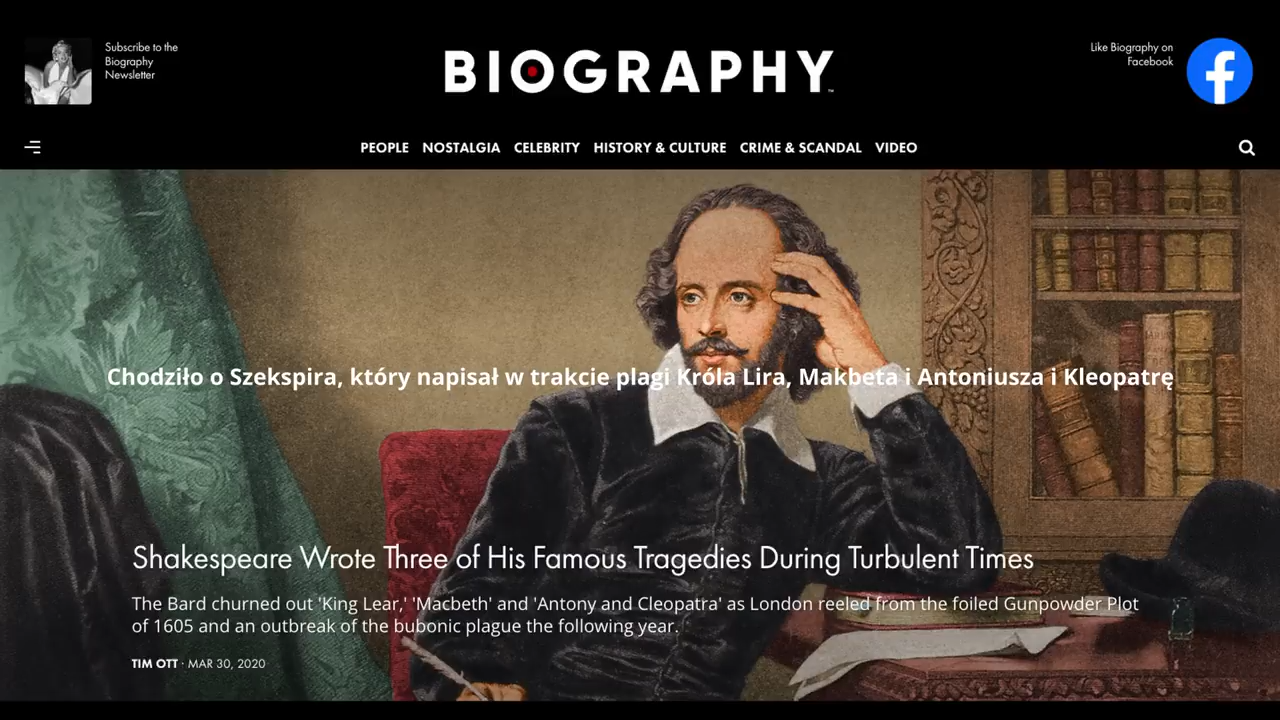 Subscribe to the
Biography
Newsletter
BIOGRAPHY™
Like Biography on
Facebook
PEOPLE NOSTALGIA CELEBRITY HISTORY & CULTURE CRIME & SCANDAL VIDEO
Chodziło o Szekspira, który napisał w trakcie plagi Króla Lira, Makbeta i Antoniusza i Kleopatrę
Shakespeare Wrote Three of His Famous Tragedies During Turbulent Times
The Bard churned out 'King Lear,' 'Macbeth' and 'Antony and Cleopatra' as London reeled from the foiled Gunpowder Plot
of 1605 and an outbreak of the bubonic plague the following year.
TIM OTT · MAR 30, 2020